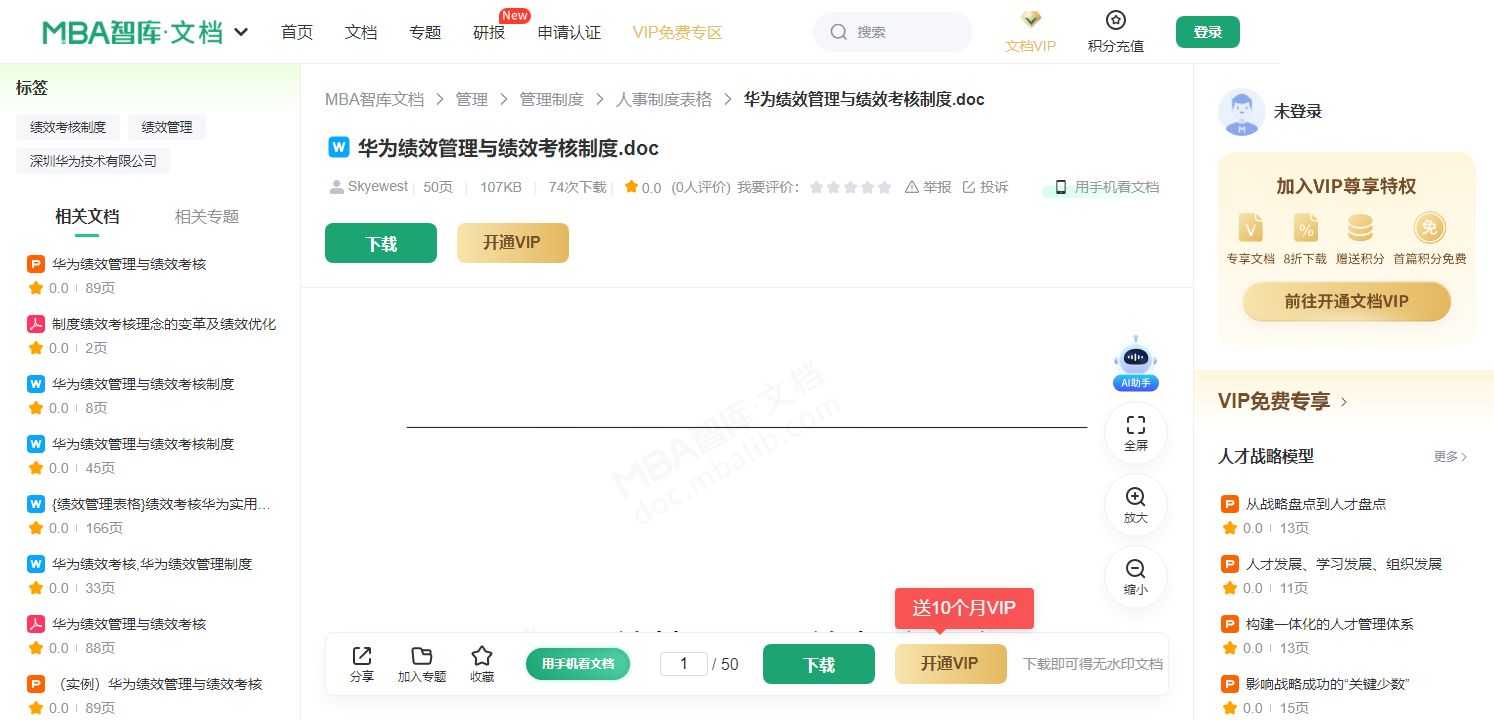 MBA智库·文档
首页 文档 专题 研报 New 申请认证 VIP免费专区
搜索
文档VIP 积分充值 登录
标签
绩效考核制度 绩效管理
深圳华为技术有限公司
相关文档 相关专题
华为绩效管理与绩效考核
0.0 89页
制度绩效考核理念的变革及绩效优化
0.0 2页
华为绩效管理与绩效考核制度
0.0 8页
华为绩效管理与绩效考核制度
0.0 45页
{绩效管理表格}绩效考核华为实用...
0.0 166页
华为绩效考核,华为绩效管理制度
0.0 33页
华为绩效管理与绩效考核
0.0 88页
（实例）华为绩效管理与绩效考核
0.0 89页
MBA智库文档 > 管理 > 管理制度 > 人事制度表格 > 华为绩效管理与绩效考核制度.doc
华为绩效管理与绩效考核制度.doc
Skyewest 50页 107KB 74次下载 0.0 (0人评价) 我要评价: 举报 投诉 用手机看文档
下载 开通VIP
MBA智库·文档
doc.mbalib.com
AI助手
全屏
放大
缩小
送10个月VIP
分享 加入专题 收藏 用手机看文档 1 / 50 下载 开通VIP 下载即可得无水印文档
未登录
加入VIP尊享特权
专享文档 8折下载 赠送积分 首篇积分免费
前往开通文档VIP
VIP免费专享 >
人才战略模型 更多 >
从战略盘点到人才盘点
0.0 13页
人才发展、学习发展、组织发展
0.0 11页
构建一体化的人才管理体系
0.0 13页
影响战略成功的“关键少数”
0.0 15页